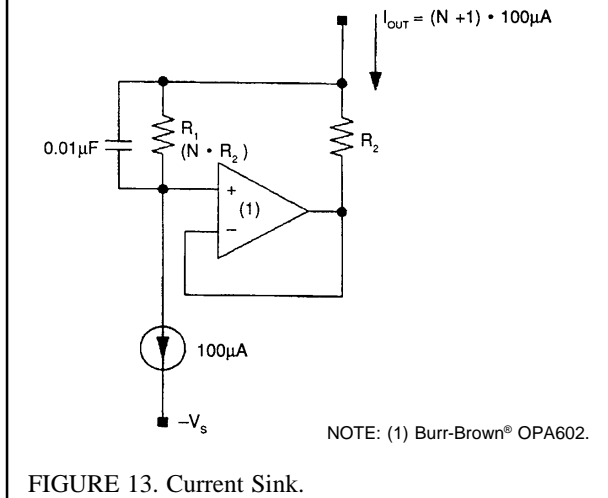 I_OUT = (N +1) • 100µA
0.01µF
R₁
(N • R₂)
R₂
+
(1)
–
100µA
–Vₛ
NOTE: (1) Burr-Brown® OPA602.
FIGURE 13. Current Sink.